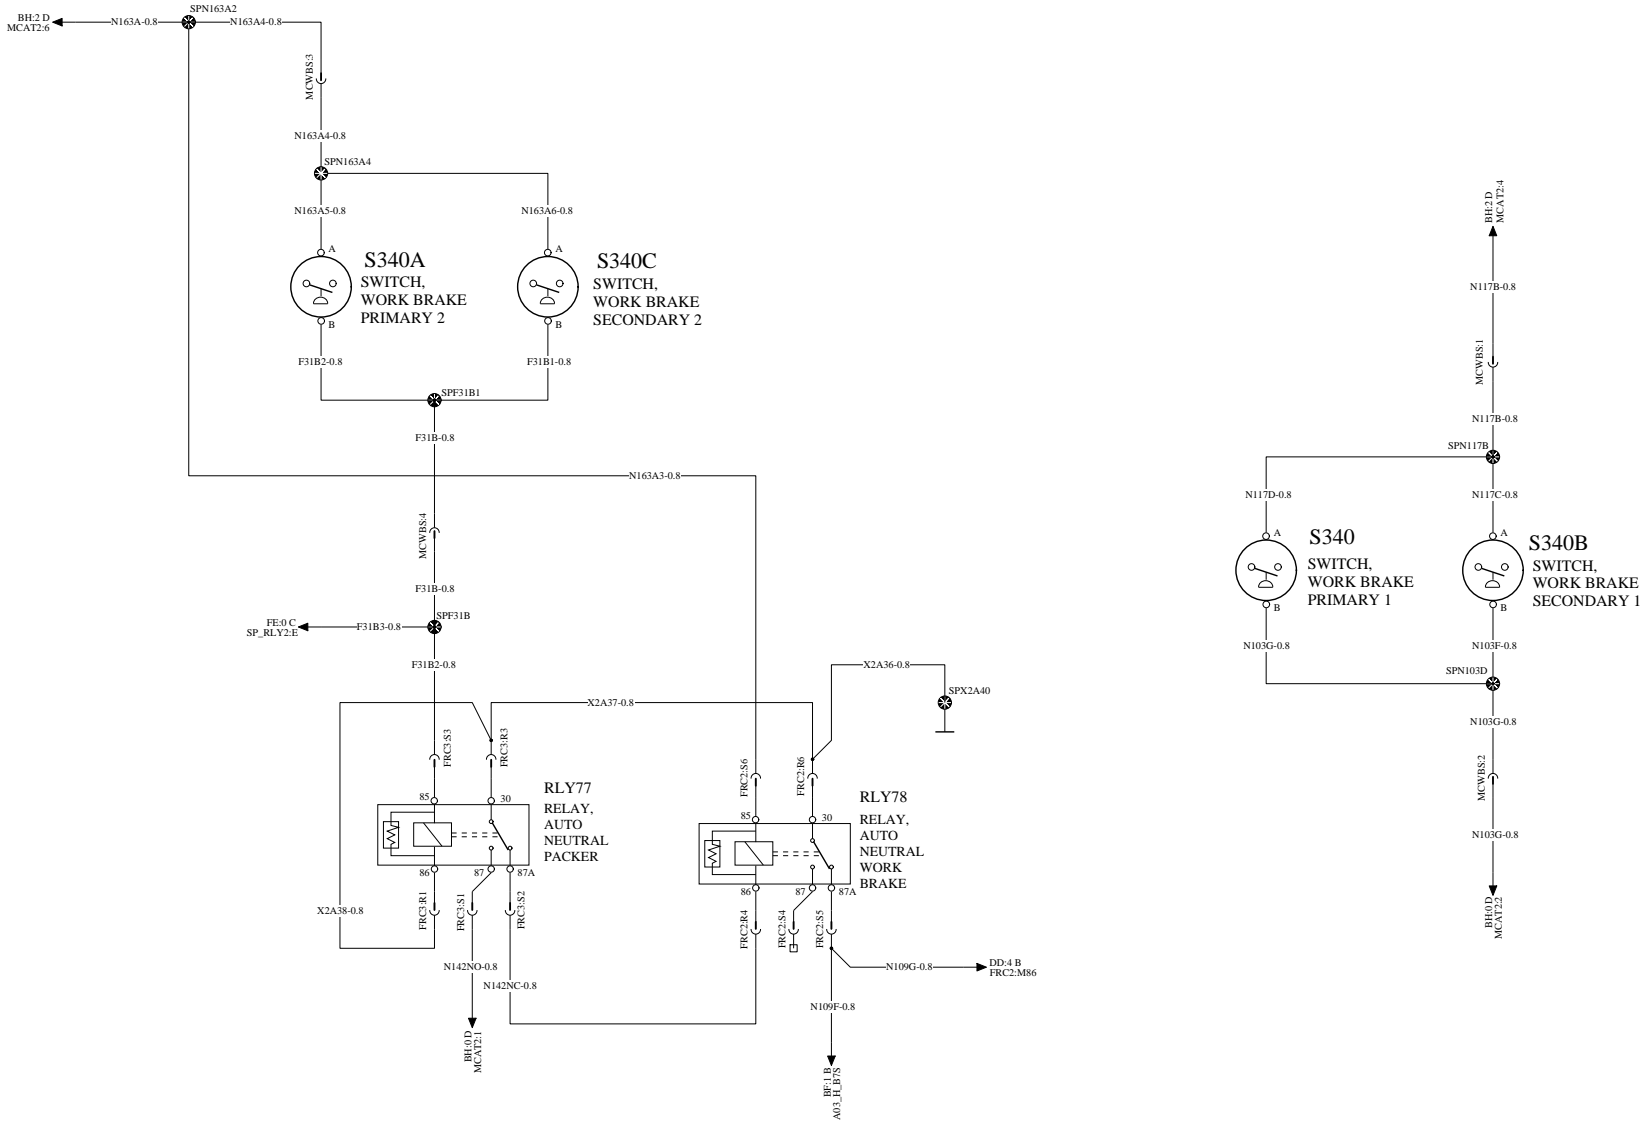 SPN163A2
BH:2 D
MCAT2:6
N163A-0.8
N163A4-0.8
MCWBS:3
N163A4-0.8
SPN163A4
N163A5-0.8
N163A6-0.8
A
S340A
SWITCH,
WORK BRAKE
PRIMARY 2
B
A
S340C
SWITCH,
WORK BRAKE
SECONDARY 2
B
F31B2-0.8
F31B1-0.8
SPF31B1
F31B-0.8
N163A3-0.8
MCWBS:4
F31B-0.8
SPF31B
FE:0 C
SP_RLY2:E
F31B3-0.8
F31B2-0.8
X2A36-0.8
SPX2A40
X2A37-0.8
FRC3:S3
FRC3:R3
FRC2:S6
FRC2:R6
85
30
RLY77
RELAY,
AUTO
NEUTRAL
PACKER
86
87
87A
85
30
RLY78
RELAY,
AUTO
NEUTRAL
WORK
BRAKE
86
87
87A
X2A38-0.8
FRC3:R1
FRC3:S1
FRC3:S2
FRC2:R4
FRC2:S4
FRC2:S5
N142NO-0.8
N142NC-0.8
N109G-0.8
DD:4 B
FRC2:M86
N109F-0.8
BH:0 D
MCAT2:1
BF:1 B
A03_H_B7S
BH:2 D
MCAT2:4
N117B-0.8
MCWBS:1
N117B-0.8
SPN117B
N117D-0.8
N117C-0.8
A
S340
SWITCH,
WORK BRAKE
PRIMARY 1
B
A
S340B
SWITCH,
WORK BRAKE
SECONDARY 1
B
N103G-0.8
N103F-0.8
SPN103D
N103G-0.8
MCWBS:2
N103G-0.8
BH:0 D
MCAT2:2